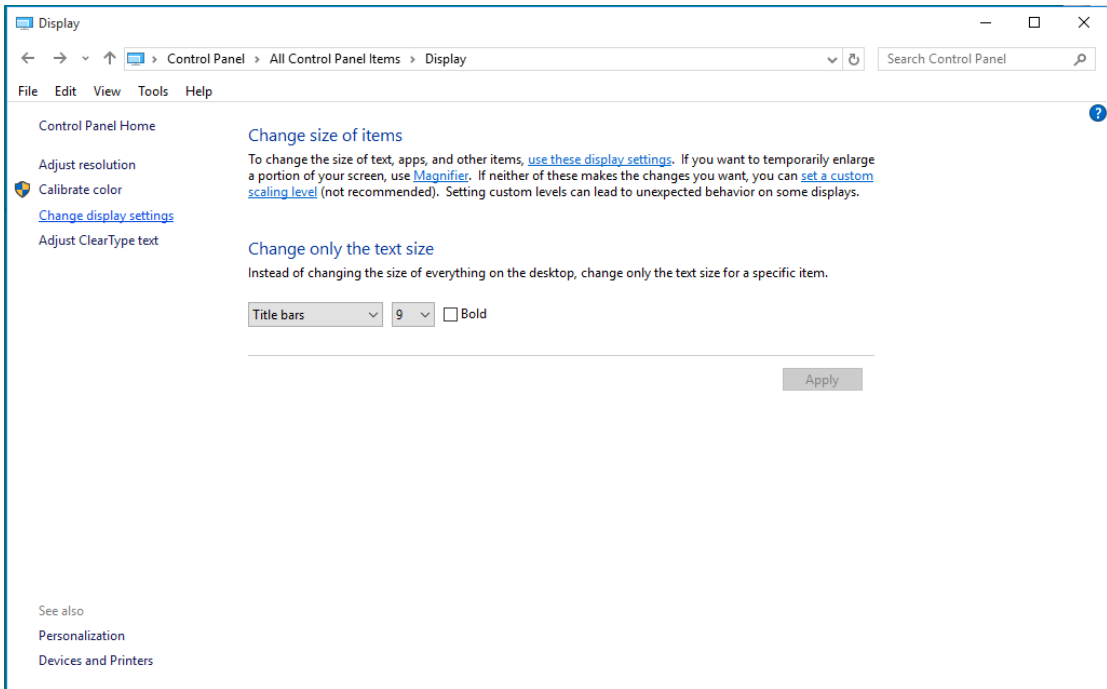 Display
Control Panel > All Control Panel Items > Display
Search Control Panel
File Edit View Tools Help
Control Panel Home
Adjust resolution
Calibrate color
Change display settings
Adjust ClearType text
Change size of items
To change the size of text, apps, and other items, use these display settings. If you want to temporarily enlarge
a portion of your screen, use Magnifier. If neither of these makes the changes you want, you can set a custom
scaling level (not recommended). Setting custom levels can lead to unexpected behavior on some displays.
Change only the text size
Instead of changing the size of everything on the desktop, change only the text size for a specific item.
Title bars 9 Bold
Apply
See also
Personalization
Devices and Printers